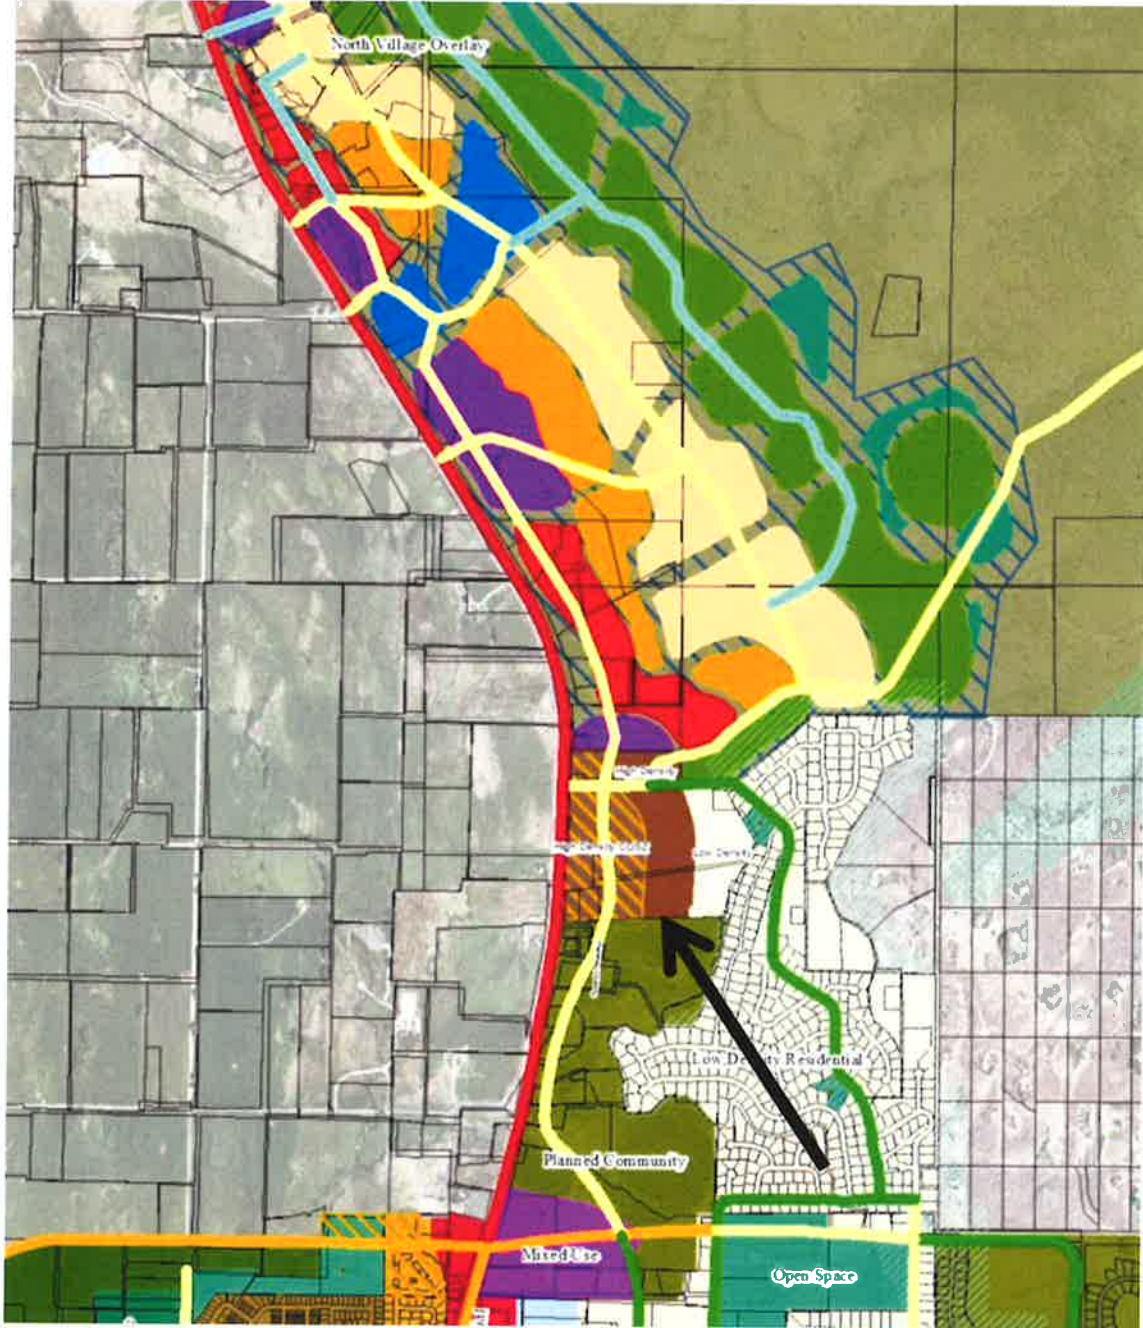 North Village Overlay
High Density
Low Density
Low Density Residential
Planned Community
Mixed Use
Open Space